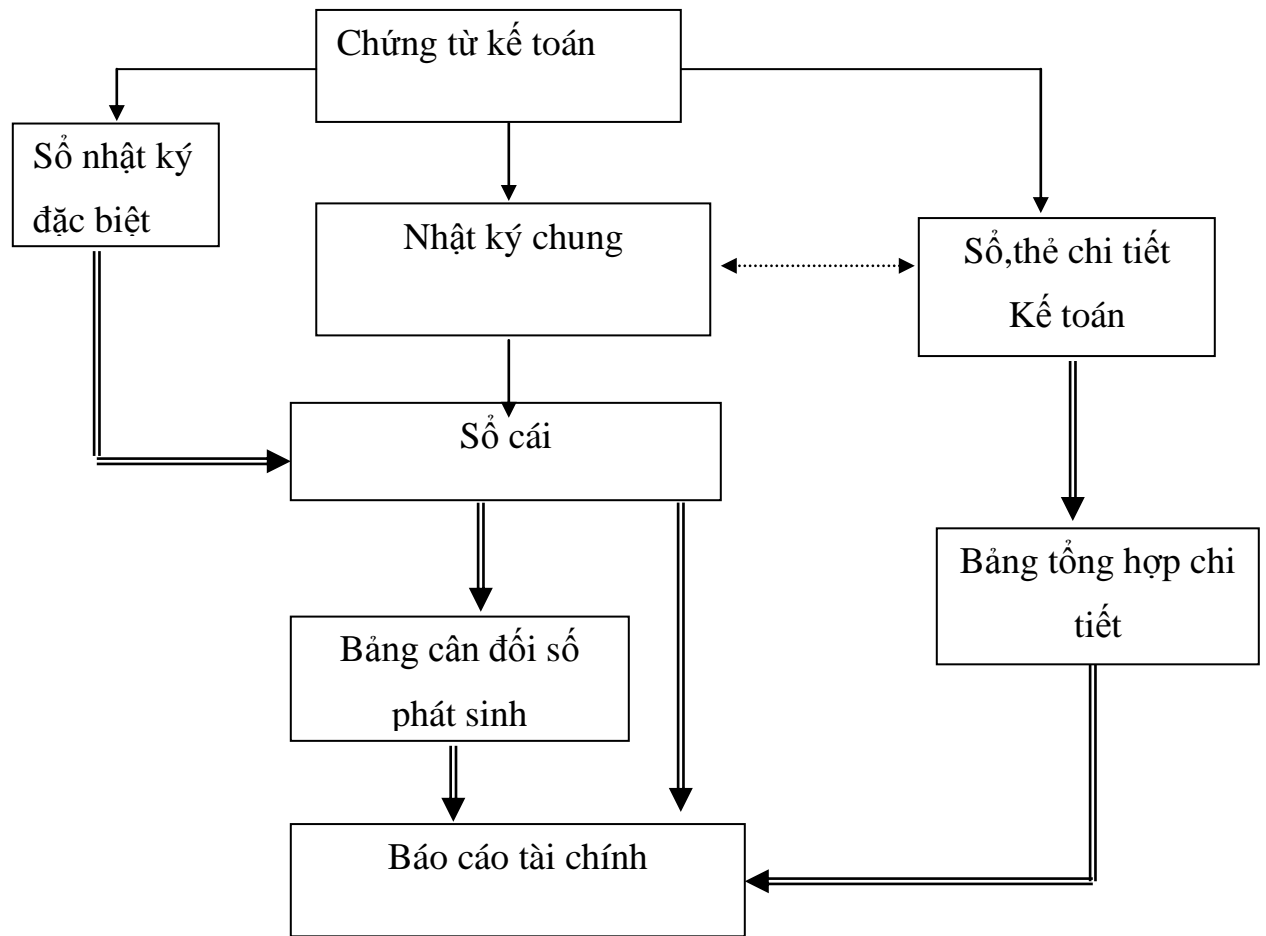 Chứng từ kế toán
Sổ nhật ký
đặc biệt
Nhật ký chung
Sổ,thẻ chi tiết
Kế toán
Sổ cái
Bảng tổng hợp chi
tiết
Bảng cân đối số
phát sinh
Báo cáo tài chính